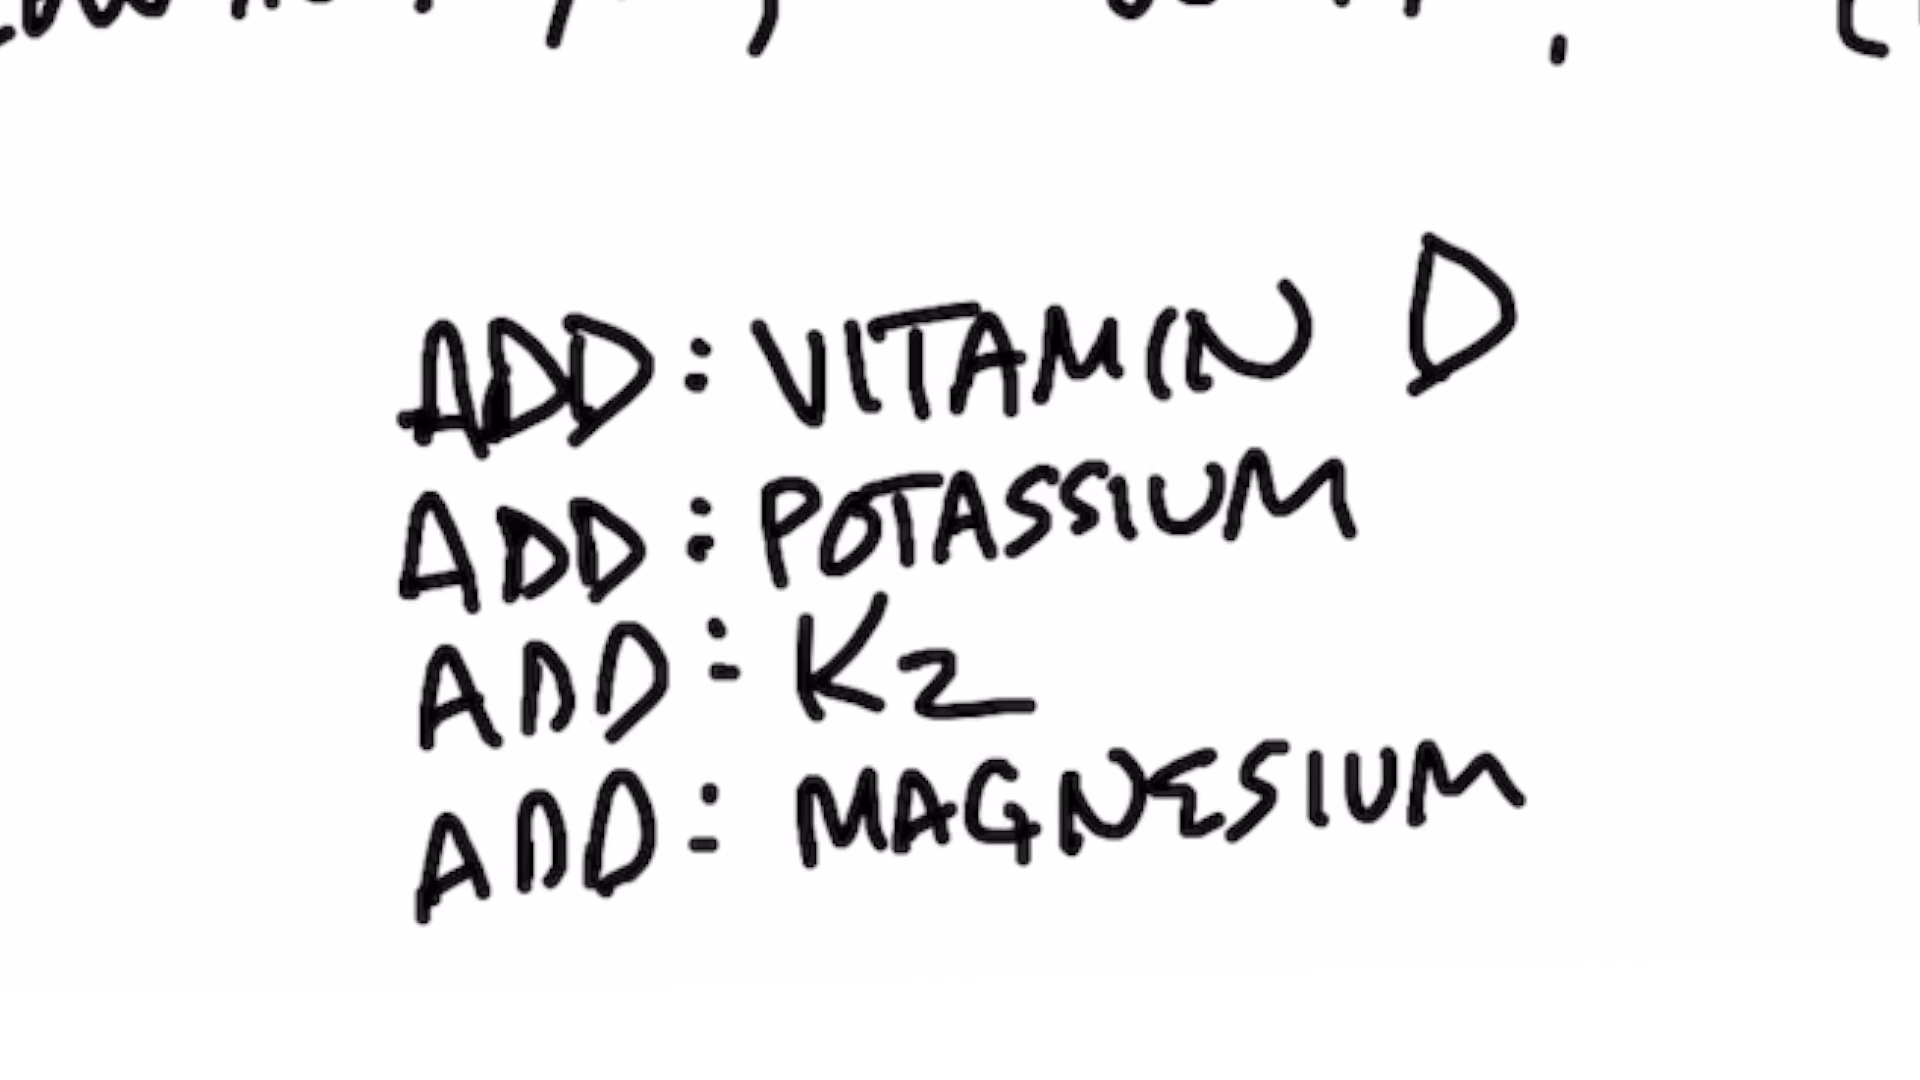 ADD: VITAMIN D
ADD: POTASSIUM
ADD: K2
ADD: MAGNESIUM